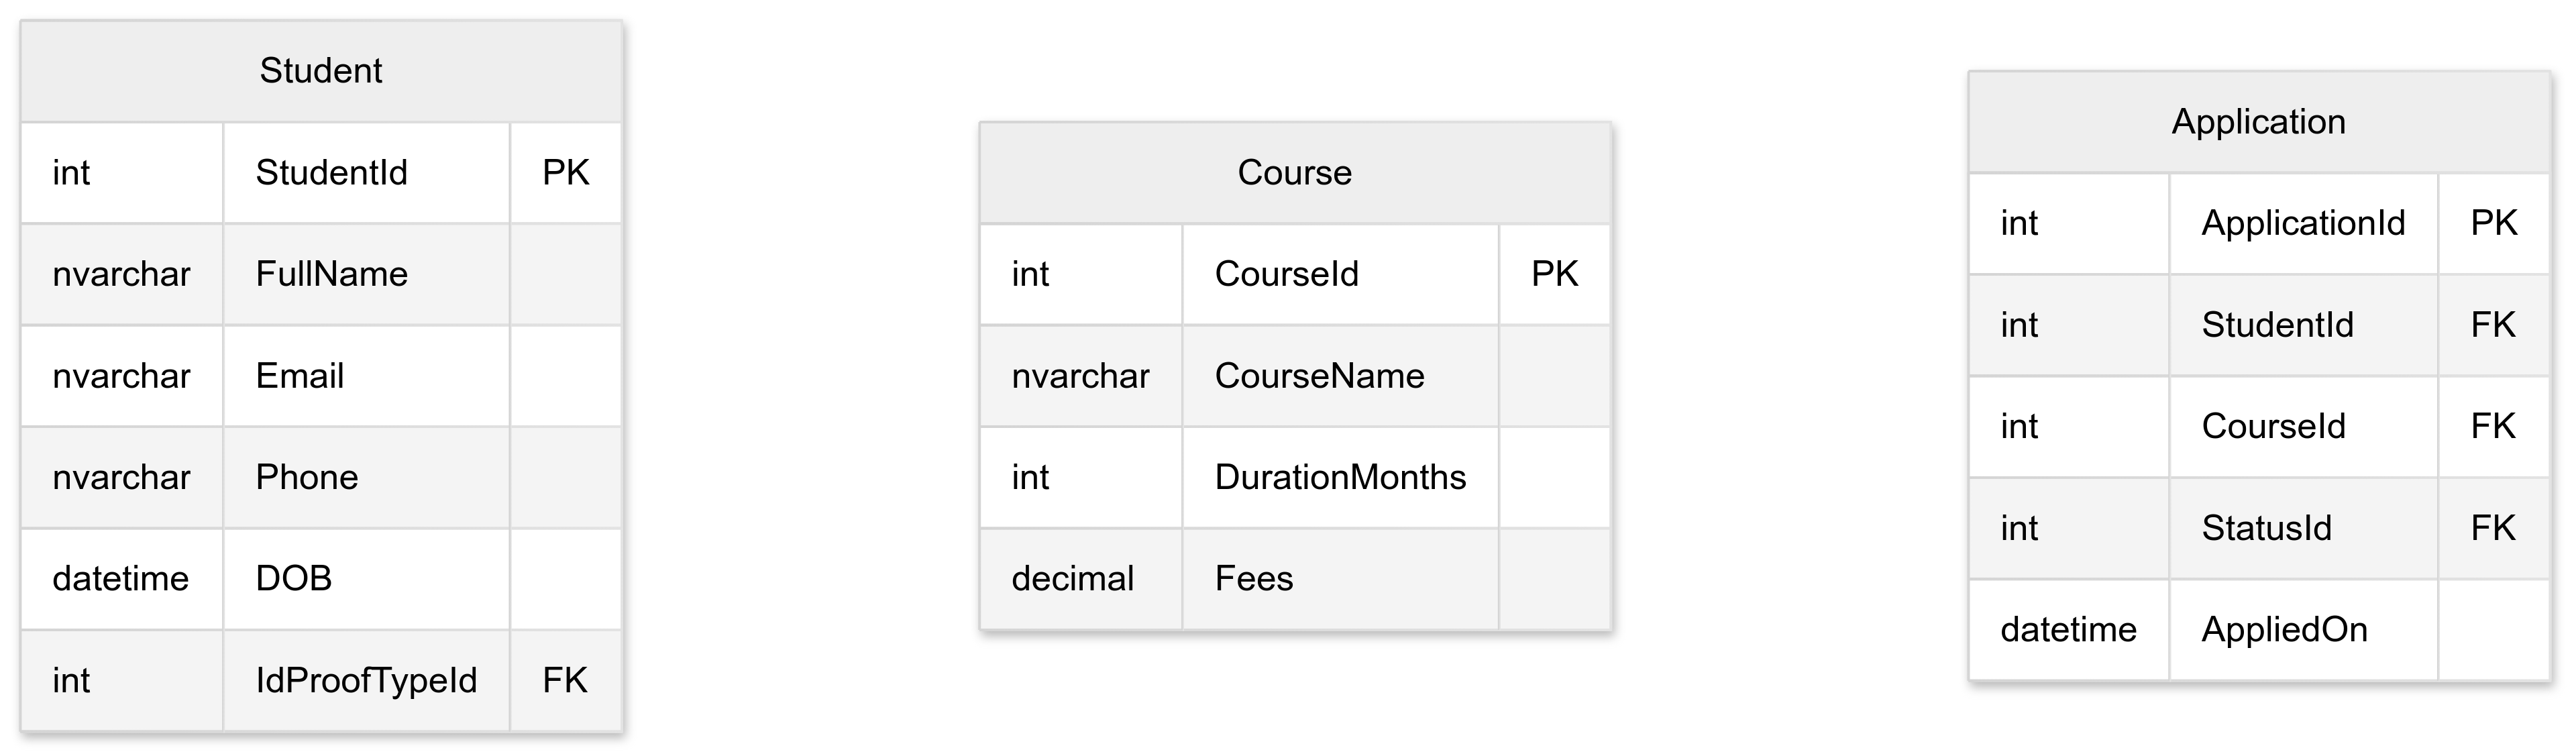 Student
int StudentId PK
nvarchar FullName
nvarchar Email
nvarchar Phone
datetime DOB
int IdProofTypeId FK
Course
int CourseId PK
nvarchar CourseName
int DurationMonths
decimal Fees
Application
int ApplicationId PK
int StudentId FK
int CourseId FK
int StatusId FK
datetime AppliedOn